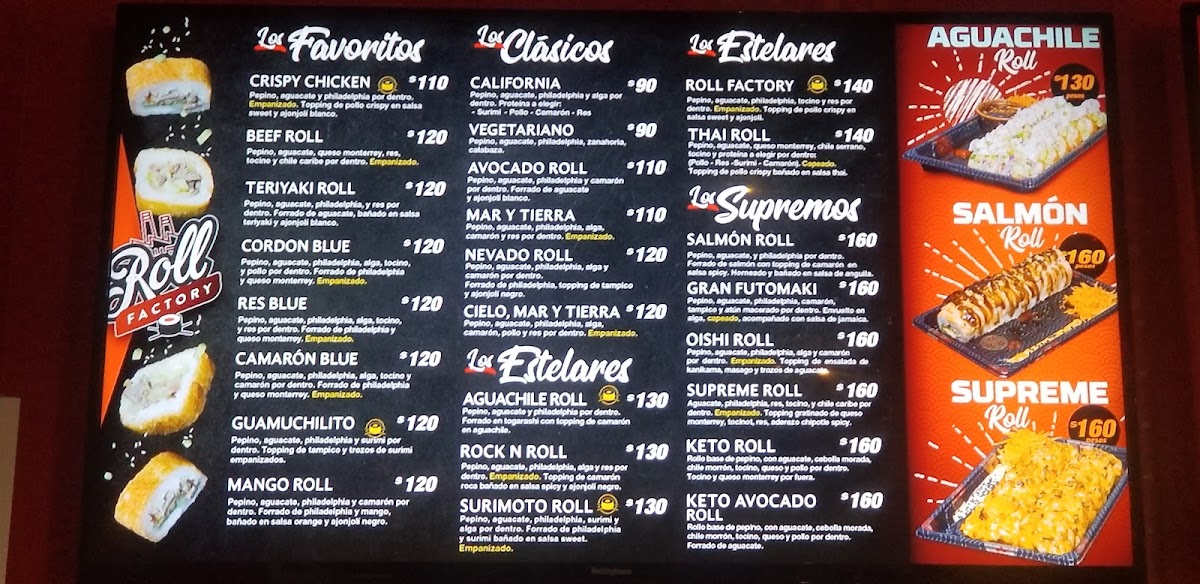 Los Favoritos
CRISPY CHICKEN $110
Pepino, aguacate y philadelphia por dentro.
Empanizado. Topping de pollo crispy en salsa
sweet y ajonjoli blanco.
BEEF ROLL $120
Pepino, aguacate, queso monterrey, res,
tocino y chile caribe por dentro. Empanizado.
TERIYAKI ROLL $120
Pepino, aguacate, philadelphia, y res por
dentro. Forrado de aguacate, bañado en salsa
teriyaki y ajonjoli blanco.
CORDON BLUE $120
Pepino, aguacate, philadelphia, alga, tocino,
y pollo por dentro. Forrado de philadelphia
y queso monterrey. Empanizado.
RES BLUE $120
Pepino, aguacate, philadelphia, alga, tocino,
y res por dentro. Forrado de philadelphia y
queso monterrey. Empanizado.
CAMARÓN BLUE $120
Pepino, aguacate, philadelphia, alga, tocino y
camarón por dentro. Forrado de philadelphia
y queso monterrey. Empanizado.
GUAMUCHILITO $120
Pepino, aguacate, philadelphia y surimi por
dentro. Topping de tampico y trozos de surimi
empanizados.
MANGO ROLL $120
Pepino, aguacate, philadelphia y camarón por
dentro. Forrado de philadelphia y mango,
bañado en salsa orange y ajonjoli negro.
Roll
FACTORY
Los Clásicos
CALIFORNIA $90
Pepino, aguacate, philadelphia y alga por
dentro. Proteína a elegir:
- Surimi - Pollo - Camarón - Res
VEGETARIANO $90
Pepino, aguacate, philadelphia, zanahoria,
calabaza.
AVOCADO ROLL $110
Pepino, aguacate, philadelphia y camarón
por dentro. Forrado de aguacate
y ajonjoli blanco.
MAR Y TIERRA $110
Pepino, aguacate, philadelphia, alga,
camarón y res por dentro. Empanizado.
NEVADO ROLL $120
Pepino, aguacate, philadelphia, alga y
camarón por dentro.
Forrado de philadelphia, topping de tampico
y ajonjoli negro.
CIELO, MAR Y TIERRA $120
Pepino, aguacate, philadelphia, alga,
camarón, pollo y res por dentro. Empanizado.
Los Estelares
AGUACHILE ROLL $130
Pepino, aguacate y philadelphia por dentro.
Forrado en togarashi con topping de camarón
en aguachile.
ROCK N ROLL $130
Pepino, aguacate, philadelphia, alga y res por
dentro. Empanizado. Topping de camarón
roca bañado en salsa spicy y ajonjoli negro.
SURIMOTO ROLL $130
Pepino, aguacate, philadelphia, surimi y
alga por dentro. Forrado de philadelphia
y surimi bañado en salsa sweet.
Empanizado.
Los Estelares
ROLL FACTORY $140
Pepino, aguacate, philadelphia, tocino y res por
dentro. Empanizado. Topping de pollo crispy en
salsa sweet y ajonjoli.
THAI ROLL $140
Pepino, aguacate, queso monterrey, chile serrano,
tocino y proteína a elegir por dentro:
(Pollo - Res -Surimi - Camarón). Capeado.
Topping de pollo crispy bañado en salsa thai.
Los Supremos
SALMÓN ROLL $160
Pepino, aguacate, y philadelphia por dentro.
Forrado de salmón con topping de camarón en
salsa spicy. Horneado y bañado en salsa de anguila.
GRAN FUTOMAKI $160
Pepino, aguacate, philadelphia, camarón,
tampico y atún macerado por dentro. Envuelto en
alga, capeado, acompañado con salsa de jamaica.
OISHI ROLL $160
Pepino, aguacate, philadelphia, alga y camarón
por dentro. Empanizado. Topping de ensalada de
kanikama, masago y trozos de aguacate.
SUPREME ROLL $160
Aguacate, philadelphia, res, tocino, y chile caribe por
dentro. Empanizado. Topping gratinado de queso
monterrey, tocinot, res, aderezo chipotle spicy.
KETO ROLL $160
Rollo base de pepino, con aguacate, cebolla morada,
chile morrón, tocino, queso y pollo por dentro.
Tocino y queso monterrey por fuera.
KETO AVOCADO $160
ROLL
Rollo base de pepino, con aguacate, cebolla morada,
chile morrón, tocino, queso y pollo por dentro.
Forrado de aguacate.
AGUACHILE
Roll
$130
pesos
SALMÓN
Roll
$160
pesos
SUPREME
Roll
$160
pesos